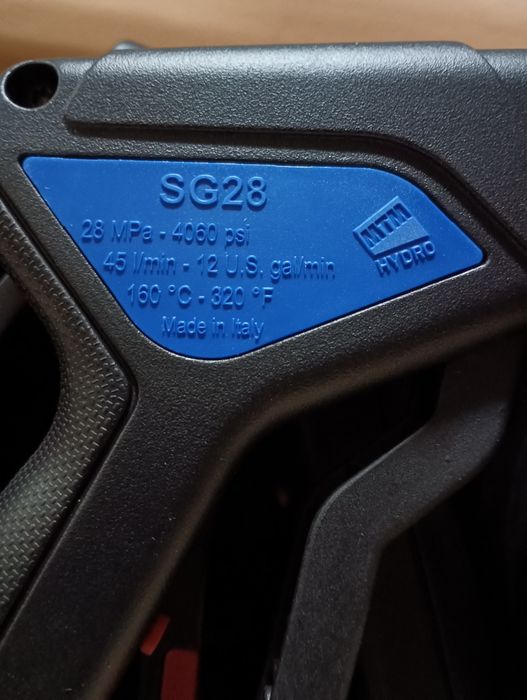 SG28
28 MPa - 4060 psi
45 l/min - 12 U.S. gal/min
160 °C - 320 °F
Made in Italy
MTM
HYDRO